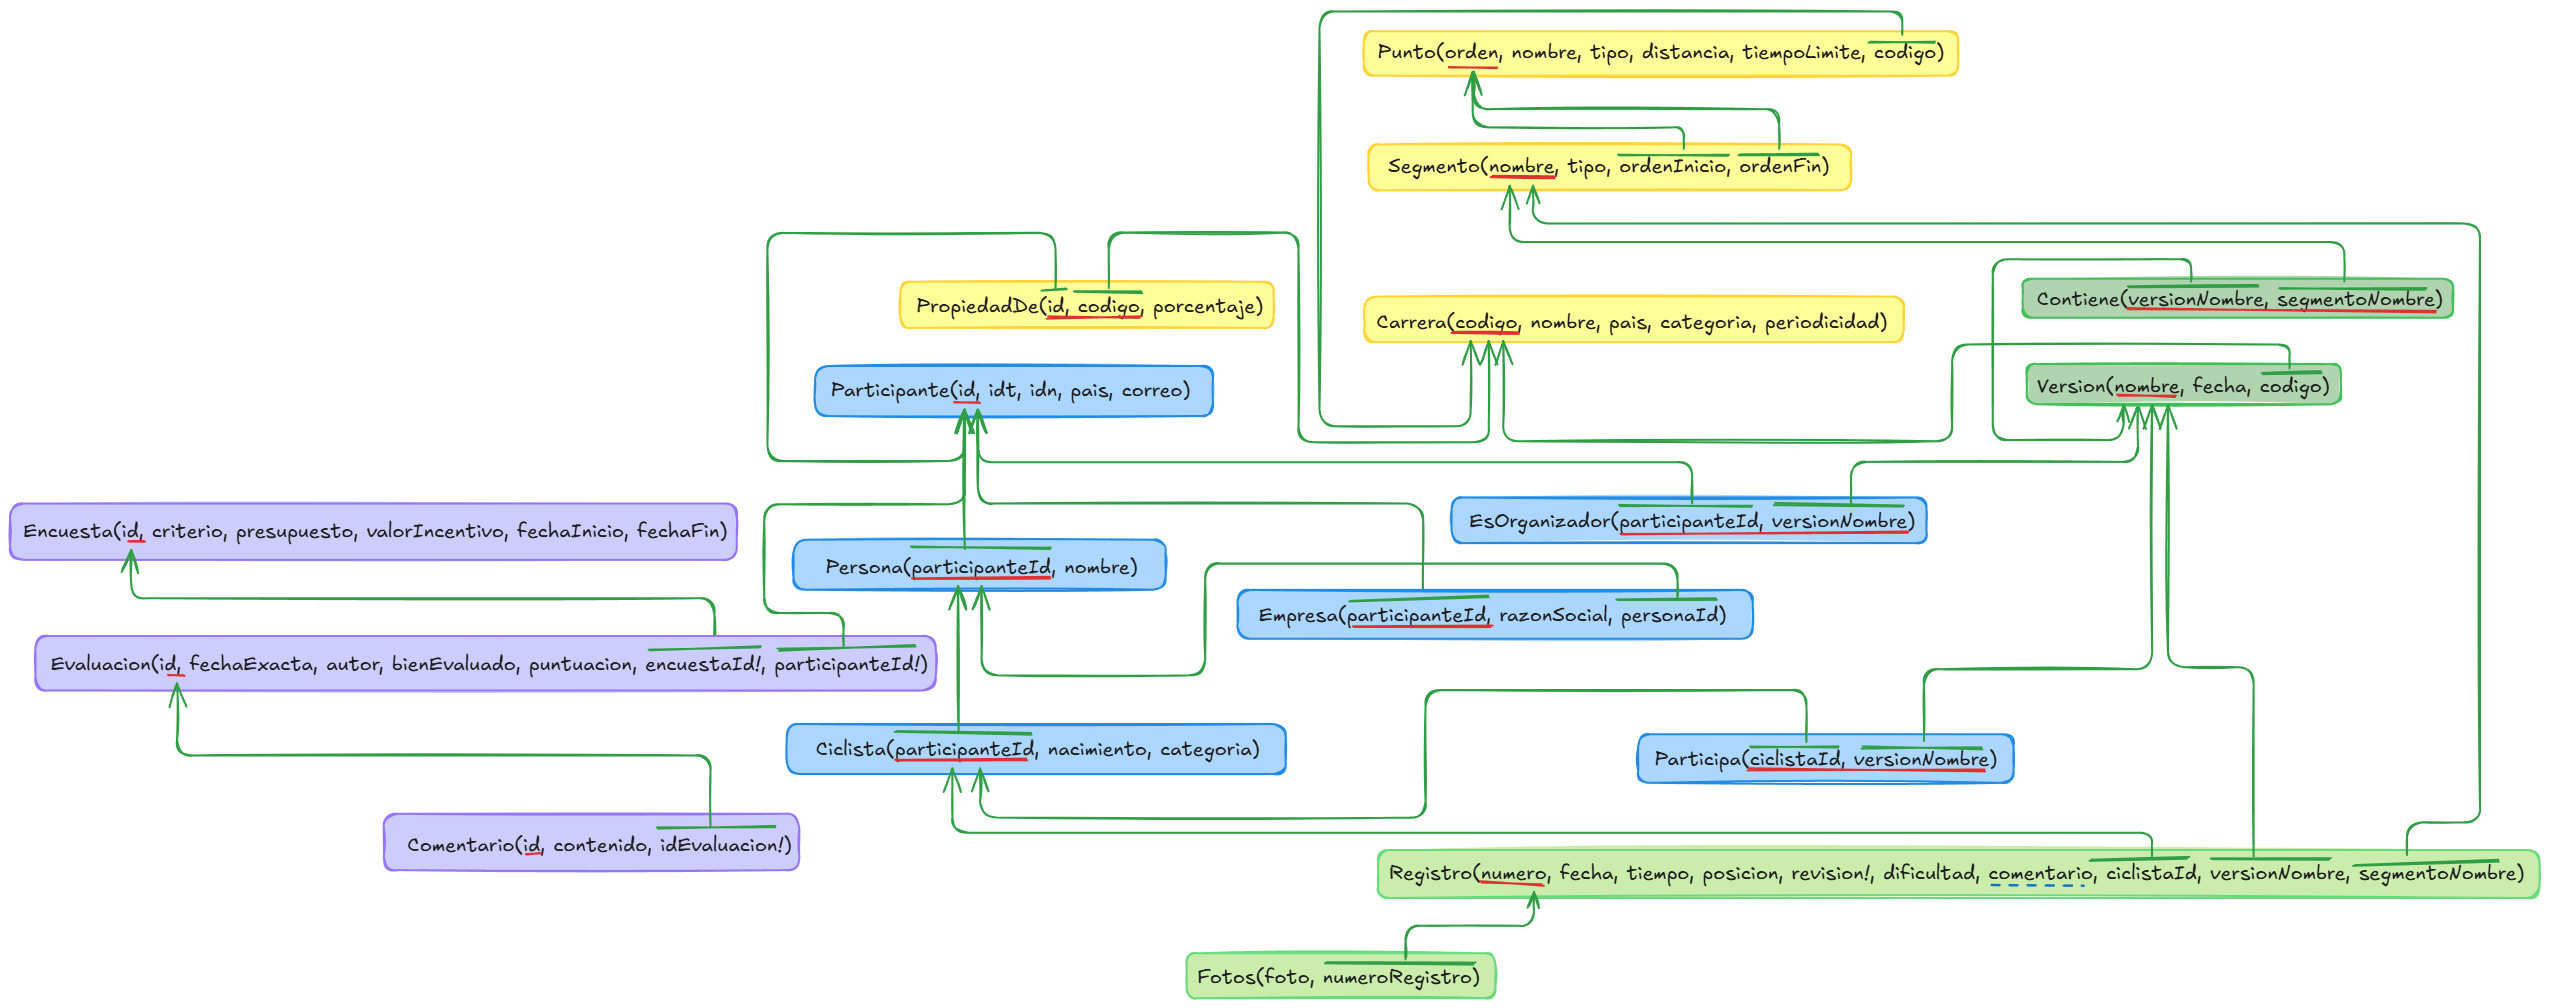 Punto(orden, nombre, tipo, distancia, tiempoLimite, codigo)
Segmento(nombre, tipo, ordenInicio, ordenFin)
PropiedadDe(id, codigo, porcentaje)
Carrera(codigo, nombre, pais, categoria, periodicidad)
Contiene(versionNombre, segmentoNombre)
Participante(id, idt, idn, pais, correo)
Version(nombre, fecha, codigo)
Encuesta(id, criterio, presupuesto, valorIncentivo, fechaInicio, fechaFin)
EsOrganizador(participanteId, versionNombre)
Persona(participanteId, nombre)
Empresa(participanteId, razonSocial, personaId)
Evaluacion(id, fechaExacta, autor, bienEvaluado, puntuacion, encuestaId!, participanteId!)
Ciclista(participanteId, nacimiento, categoria)
Participa(ciclistaId, versionNombre)
Comentario(id, contenido, idEvaluacion!)
Registro(numero, fecha, tiempo, posicion, revision!, dificultad, comentario, ciclistaId, versionNombre, segmentoNombre)
Fotos(foto, numeroRegistro)